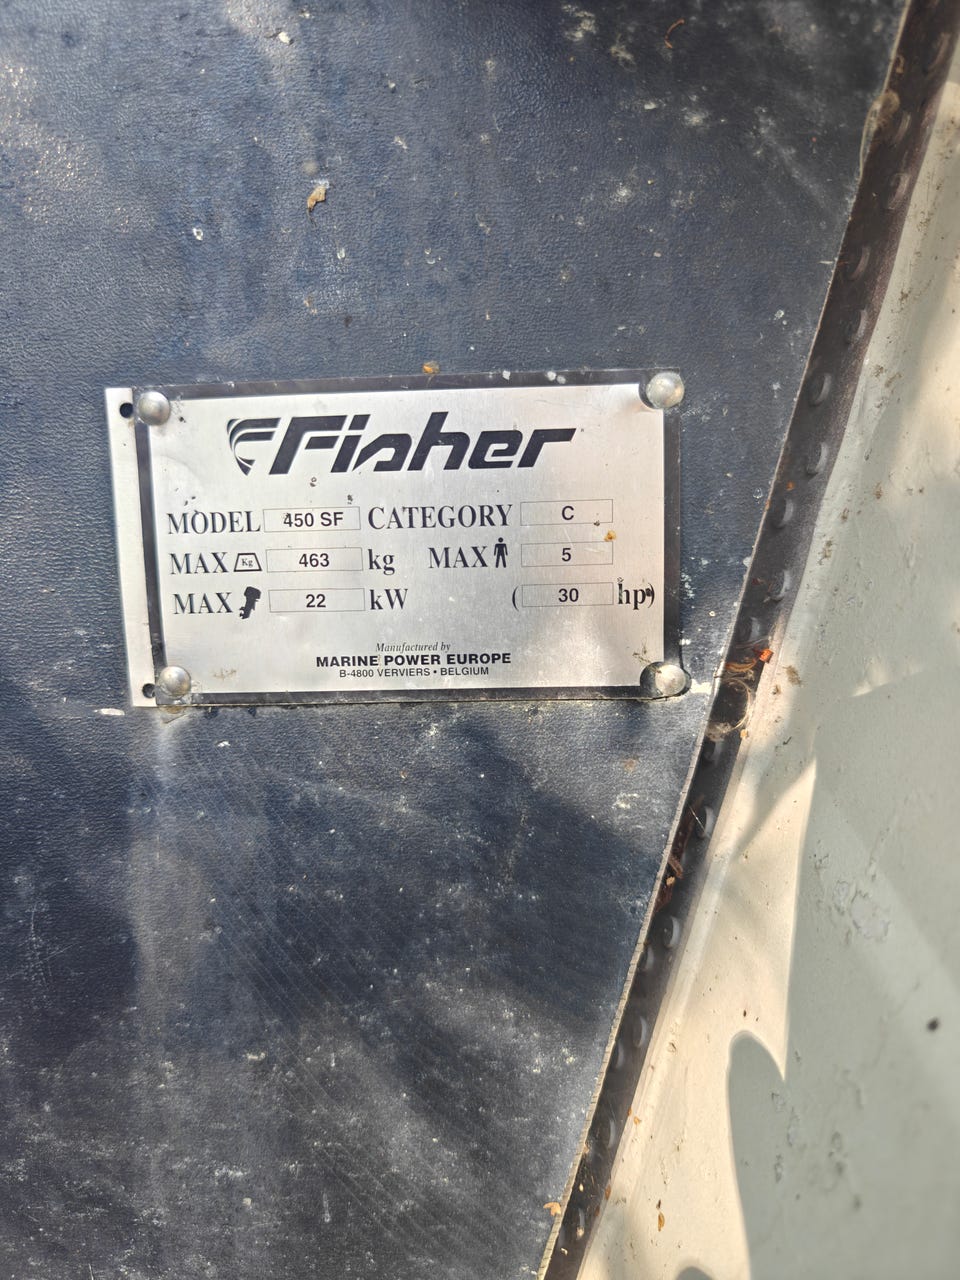 Fisher
MODEL 450 SF CATEGORY C
MAX Kg 463 kg MAX 5
MAX 22 kW (30 hp)
Manufactured by
MARINE POWER EUROPE
B-4800 VERVIERS • BELGIUM